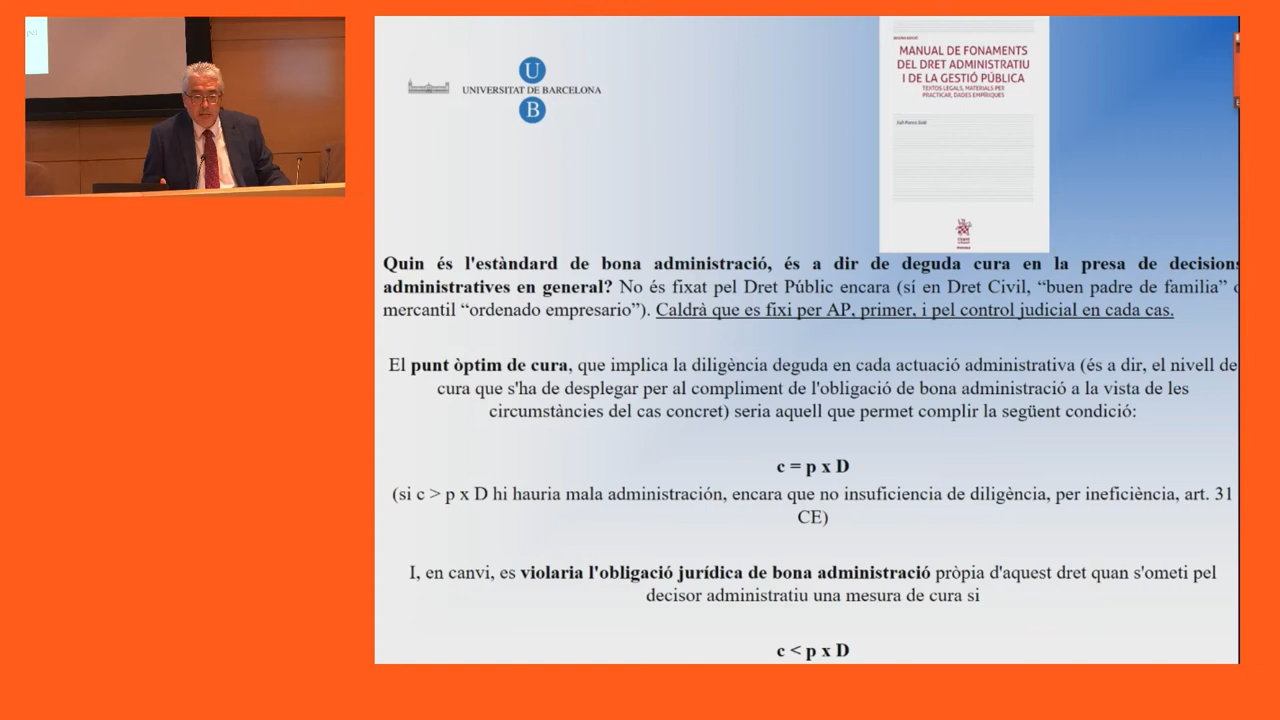 U
UNIVERSITAT DE BARCELONA
B
MANUAL DE FONAMENTS
DEL DRET ADMINISTRATIU
I DE LA GESTIÓ PÚBLICA
TEXTOS LEGALS, MATERIALS PER
PRACTICAR, DADES EMPÍRIQUES
Juli Ponce Solé
Quin és l'estàndard de bona administració, és a dir de deguda cura en la presa de decisions
administratives en general? No és fixat pel Dret Públic encara (sí en Dret Civil, “buen padre de familia”
mercantil “ordenado empresario”). Caldrà que es fixi per AP, primer, i pel control judicial en cada cas.
El punt òptim de cura, que implica la diligència deguda en cada actuació administrativa (és a dir, el nivell de
cura que s'ha de desplegar per al compliment de l'obligació de bona administració a la vista de les
circumstàncies del cas concret) seria aquell que permet complir la següent condició:
c = p x D
(si c > p x D hi hauria mala administración, encara que no insuficiencia de diligència, per ineficiència, art. 31
CE)
I, en canvi, es violaria l'obligació jurídica de bona administració pròpia d'aquest dret quan s'ometi pel
decisor administratiu una mesura de cura si
c < p x D